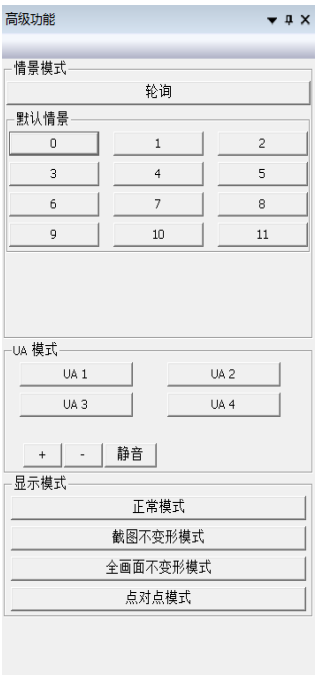 高级功能
情景模式
轮询
默认情景
0 1 2
3 4 5
6 7 8
9 10 11
UA 模式
UA 1 UA 2
UA 3 UA 4
+ - 静音
显示模式
正常模式
截图不变形模式
全画面不变形模式
点对点模式